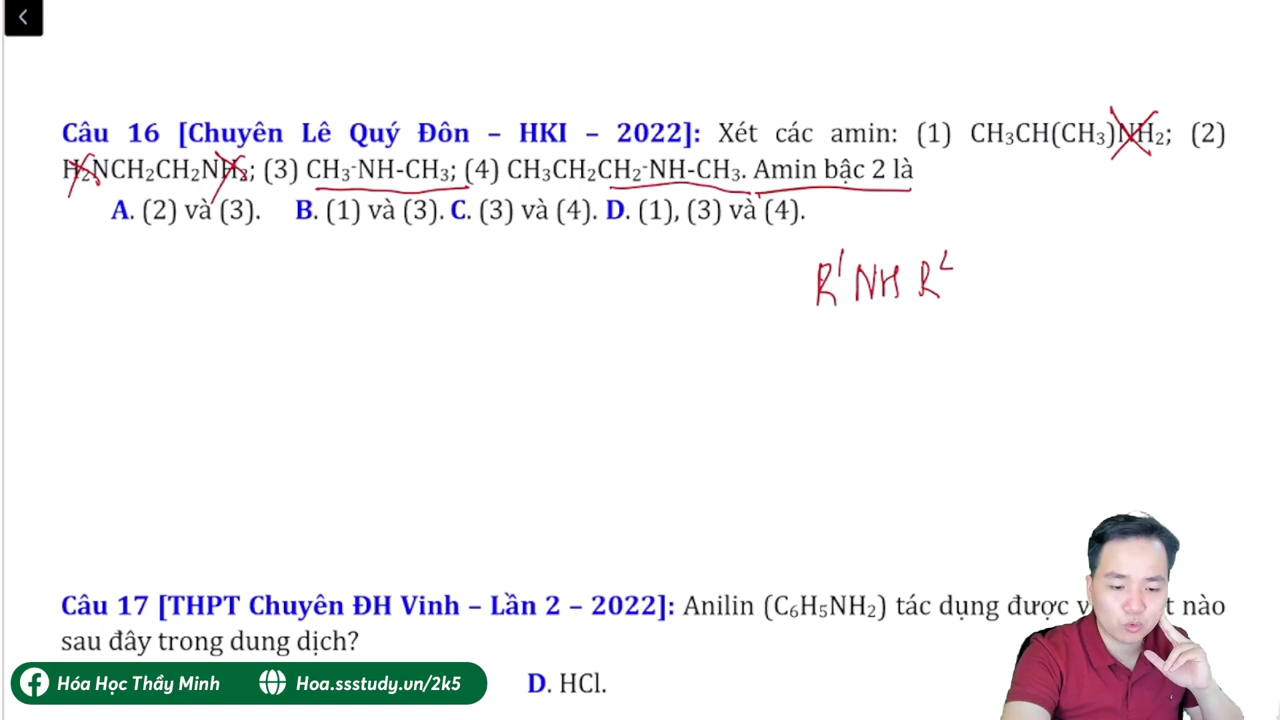 Câu 16 [Chuyên Lê Quý Đôn – HKI – 2022]: Xét các amin: (1) CH₃CH(CH₃)NH₂; (2)
H₂NCH₂CH₂NH₂; (3) CH₃-NH-CH₃; (4) CH₃CH₂CH₂-NH-CH₃. Amin bậc 2 là
A. (2) và (3). B. (1) và (3). C. (3) và (4). D. (1), (3) và (4).
R¹NHR²
Câu 17 [THPT Chuyên ĐH Vinh – Lần 2 – 2022]: Anilin (C₆H₅NH₂) tác dụng được nào
sau đây trong dung dịch?
Hóa Học Thầy Minh Hoa.ssstudy.vn/2k5 D. HCl.